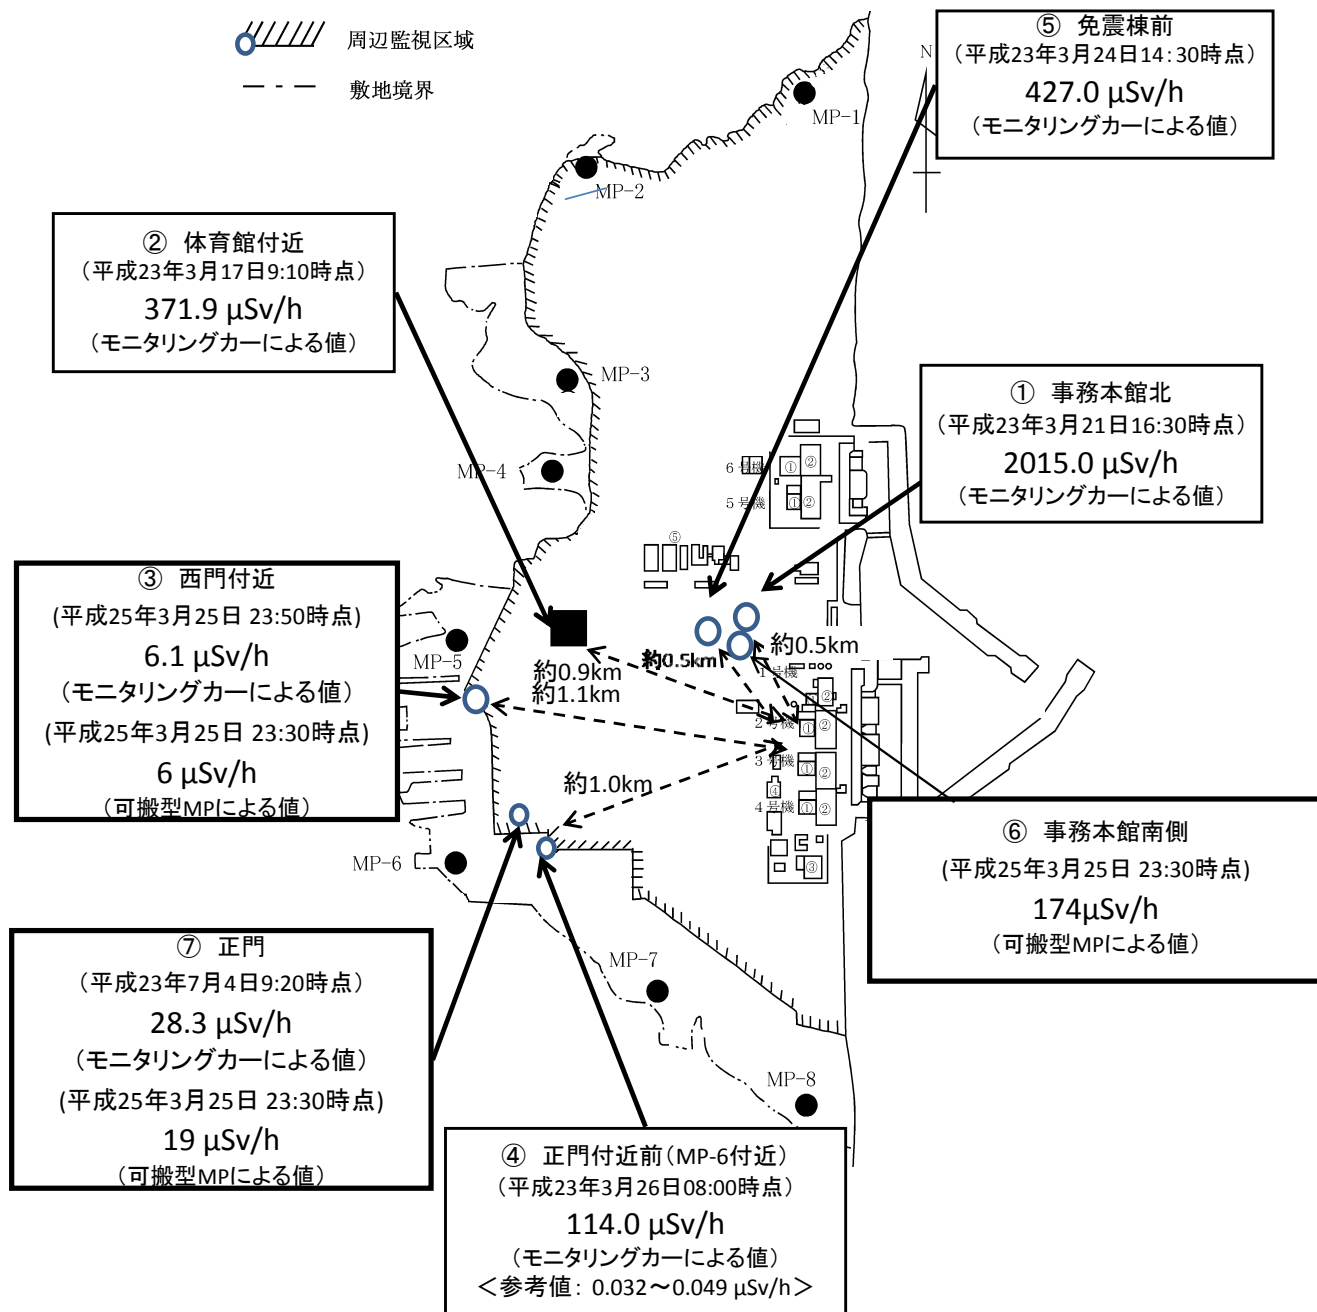 周辺監視区域
敷地境界
⑤ 免震棟前
（平成23年3月24日14:30時点）
427.0 μSv/h
（モニタリングカーによる値）
N
MP-1
MP-2
② 体育館付近
（平成23年3月17日9:10時点）
371.9 μSv/h
（モニタリングカーによる値）
MP-3
① 事務本館北
（平成23年3月21日16:30時点）
2015.0 μSv/h
（モニタリングカーによる値）
MP-4
6号機
①
②
5号機
①
②
⑤
③ 西門付近
(平成25年3月25日 23:50時点)
6.1 μSv/h
（モニタリングカーによる値）
(平成25年3月25日 23:30時点)
6 μSv/h
（可搬型MPによる値）
MP-5
約0.9km
約1.1km
約0.5km
約0.5km
1号機
②
2号機
①
②
3号機
①
②
④
4号機
①
②
③
約1.0km
MP-6
⑥ 事務本館南側
(平成25年3月25日 23:30時点)
174μSv/h
（可搬型MPによる値）
⑦ 正門
（平成23年7月4日9:20時点）
28.3 μSv/h
（モニタリングカーによる値）
(平成25年3月25日 23:30時点)
19 μSv/h
（可搬型MPによる値）
MP-7
MP-8
④ 正門付近前（MP-6付近）
（平成23年3月26日08:00時点）
114.0 μSv/h
（モニタリングカーによる値）
＜参考値: 0.032～0.049 μSv/h＞